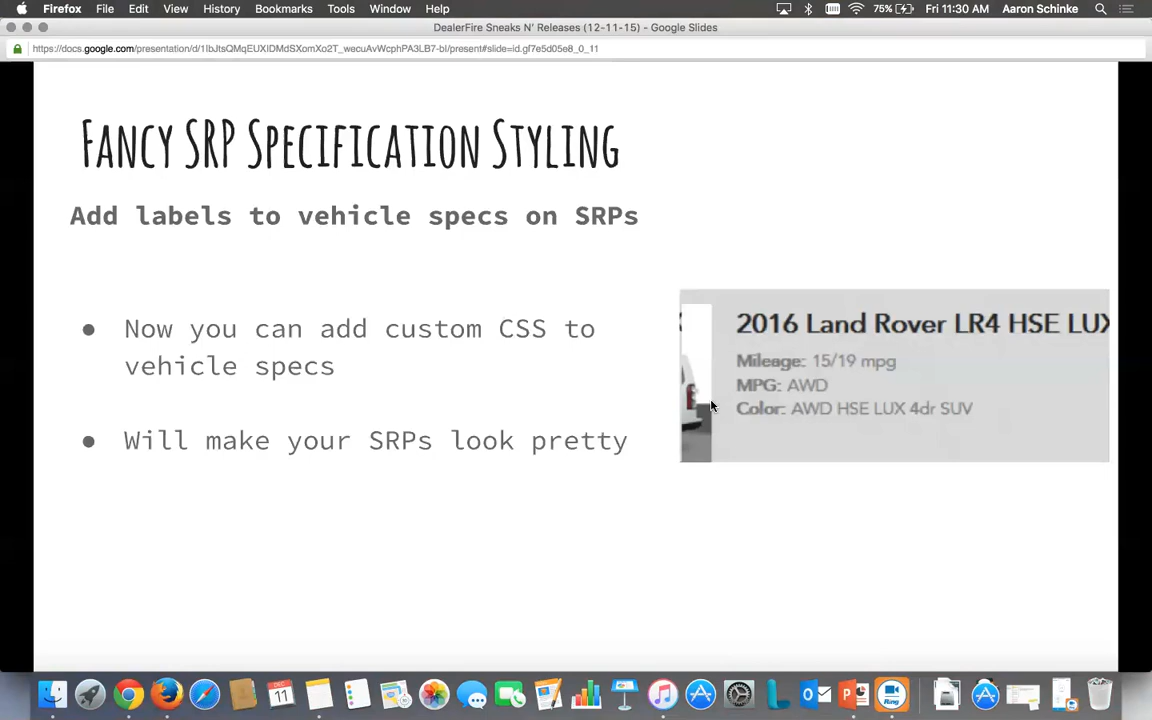 Firefox File Edit View History Bookmarks Tools Window Help 75% Fri 11:30 AM Aaron Schinke
DealerFire Sneaks N' Releases (12-11-15) - Google Slides
Fancy SRP Specification Styling
Add labels to vehicle specs on SRPs
● Now you can add custom CSS to
vehicle specs
● Will make your SRPs look pretty
2016 Land Rover LR4 HSE LUX
Mileage: 15/19 mpg
MPG: AWD
Color: AWD HSE LUX 4dr SUV
DEC
11
Ring